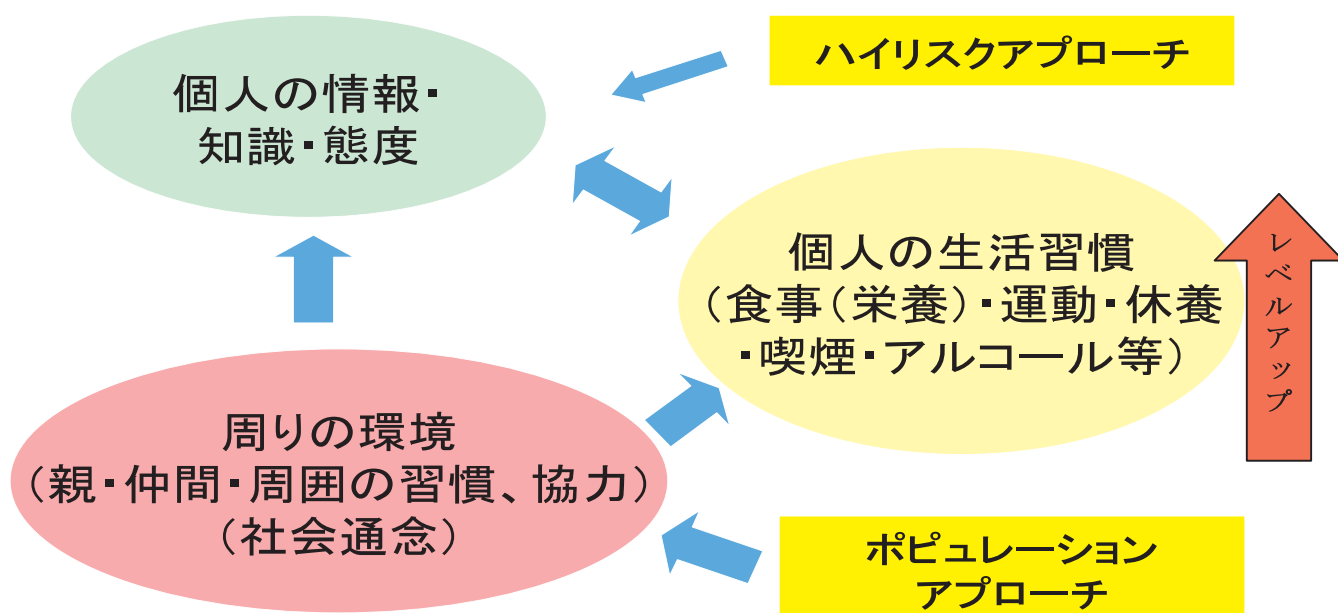 ハイリスクアプローチ
個人の情報・
知識・態度
個人の生活習慣
（食事（栄養）・運動・休養
・喫煙・アルコール等）
レベルアップ
周りの環境
（親・仲間・周囲の習慣、協力）
（社会通念）
ポピュレーション
アプローチ